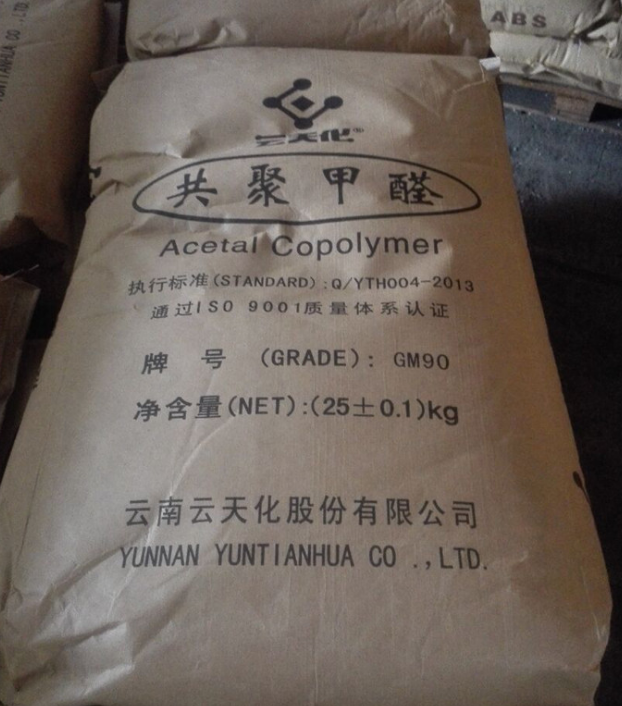 ABS
云天化®
共聚甲醛
Acetal Copolymer
执行标准(STANDARD):Q/YTH004-2013
通过ISO 9001质量体系认证
牌 号 (GRADE): GM90
净含量(NET):(25±0.1)kg
云南云天化股份有限公司
YUNNAN YUNTIANHUA CO .,LTD.